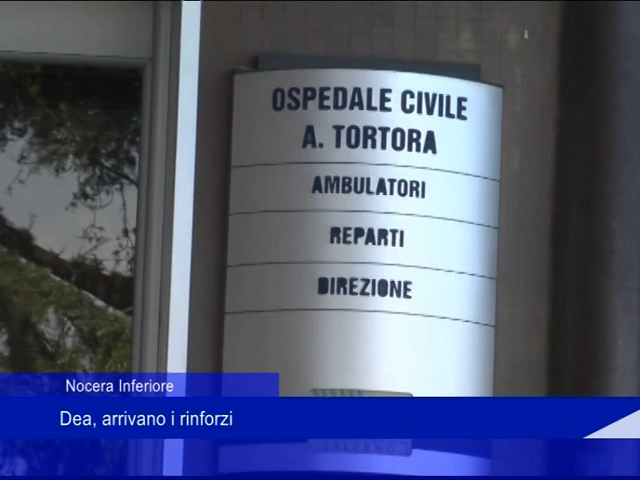 OSPEDALE CIVILE
A. TORTORA
AMBULATORI
REPARTI
DIREZIONE
Nocera Inferiore
Dea, arrivano i rinforzi